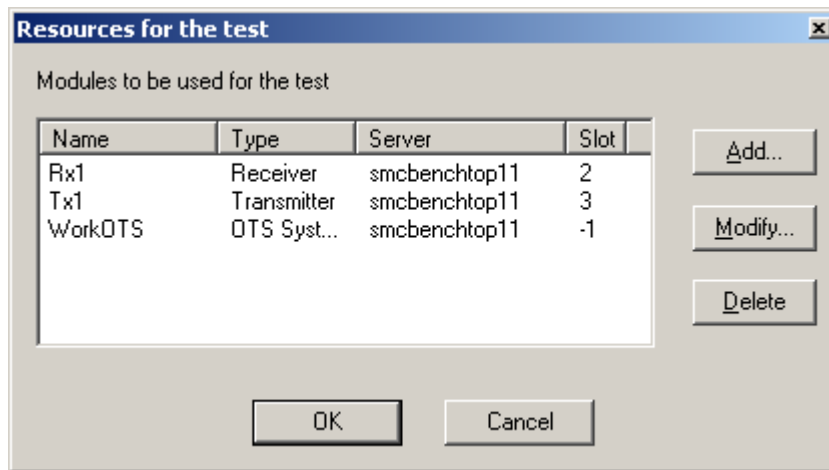 Resources for the test
Modules to be used for the test
Name Type Server Slot
Rx1 Receiver smcbenchtop11 2
Tx1 Transmitter smcbenchtop11 3
WorkOTS OTS Syst... smcbenchtop11 -1
Add...
Modify...
Delete
OK Cancel